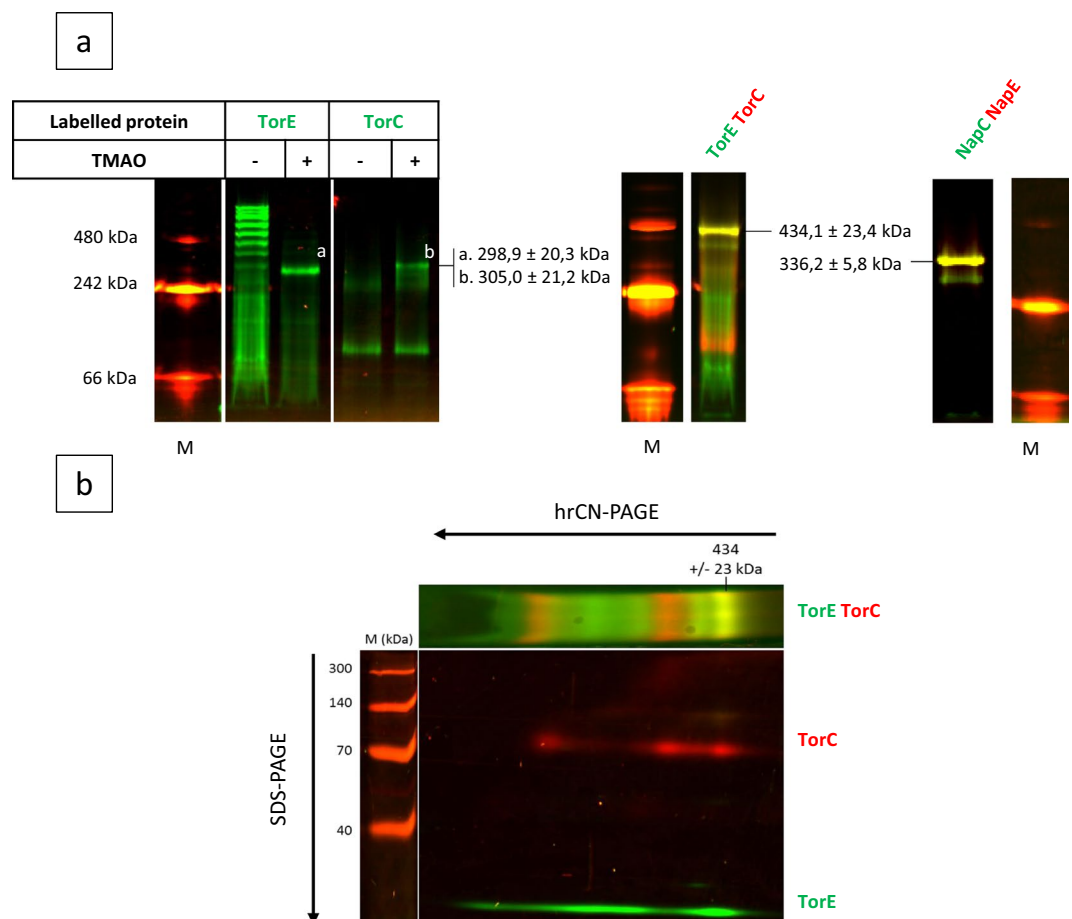 a
Labelled protein TorE TorC
TMAO - + - +
TorE TorC
NapC NapE
480 kDa
242 kDa
66 kDa
a
b
a. 298,9 ± 20,3 kDa
b. 305,0 ± 21,2 kDa
434,1 ± 23,4 kDa
336,2 ± 5,8 kDa
M
M
M
b
hrCN-PAGE
434
+/- 23 kDa
TorE TorC
M (kDa)
300
140
70
40
SDS-PAGE
TorC
TorE